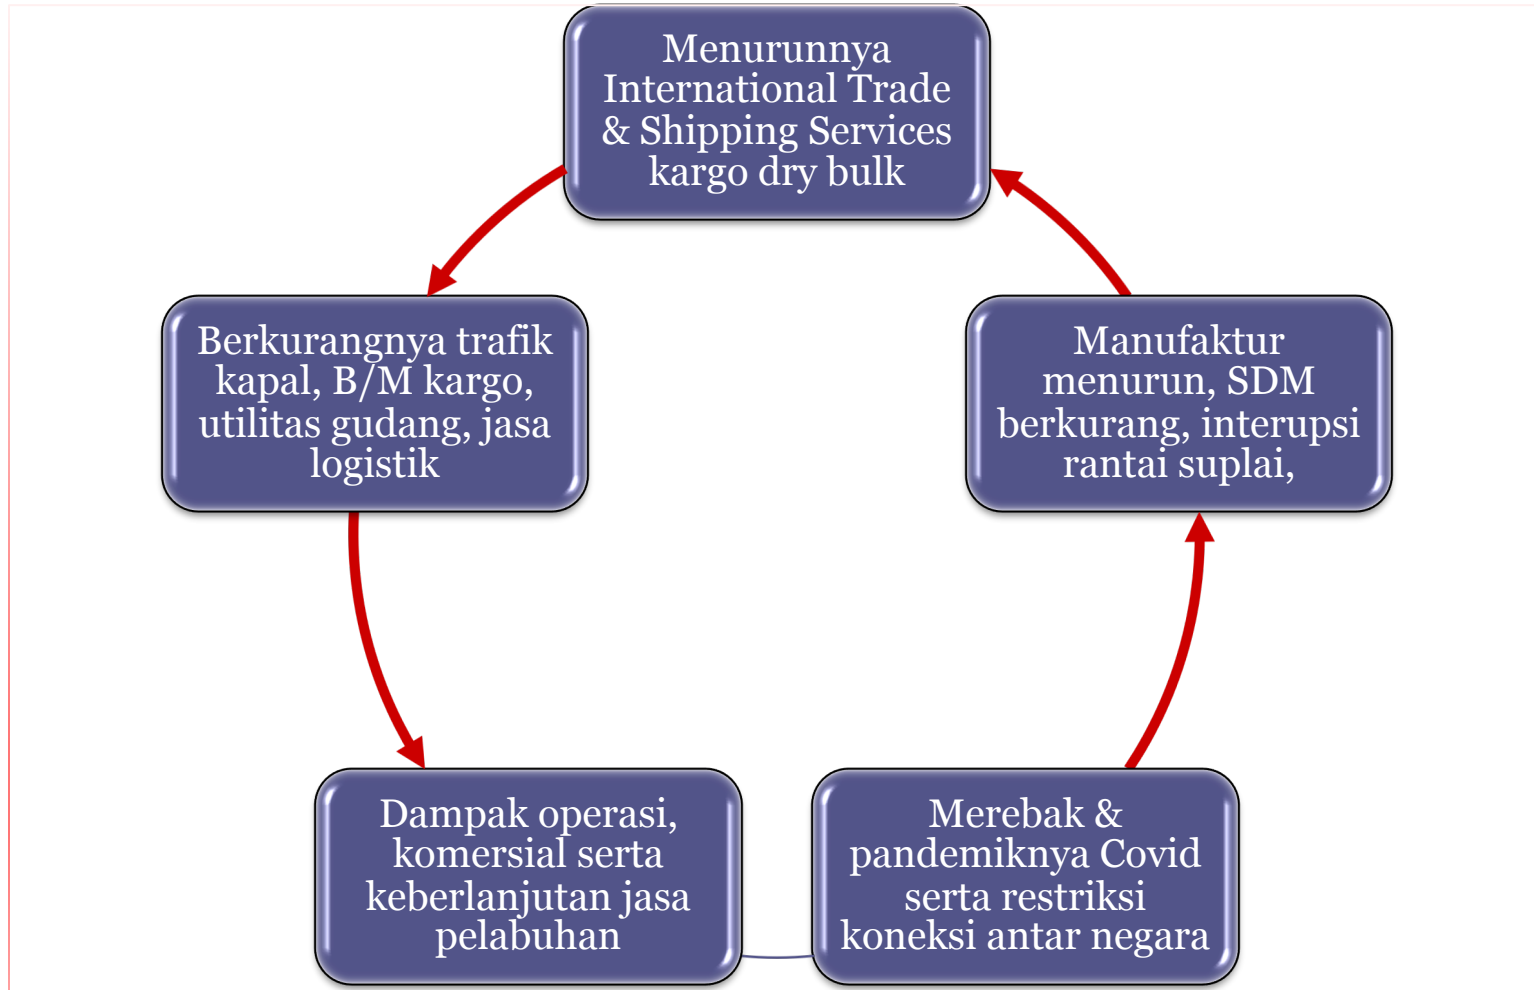 Menurunnya
International Trade
& Shipping Services
kargo dry bulk
Berkurangnya trafik
kapal, B/M kargo,
utilitas gudang, jasa
logistik
Manufaktur
menurun, SDM
berkurang, interupsi
rantai suplai,
Dampak operasi,
komersial serta
keberlanjutan jasa
pelabuhan
Merebak &
pandemiknya Covid
serta restriksi
koneksi antar negara